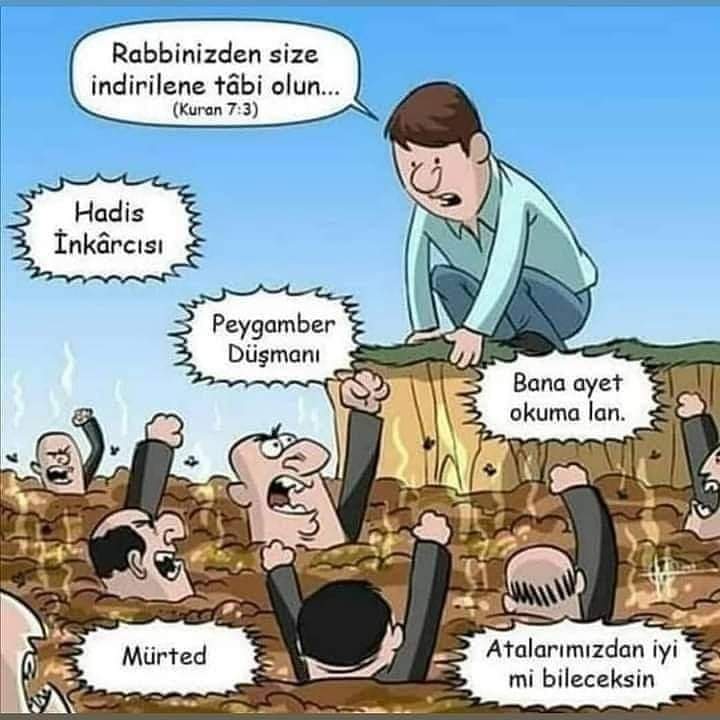 Rabbinizden size
indirilene tâbi olun...
(Kuran 7:3)
Hadis
İnkârcısı
Peygamber
Düşmanı
Bana ayet
okuma lan.
Mürted
Atalarımızdan iyi
mi bileceksin